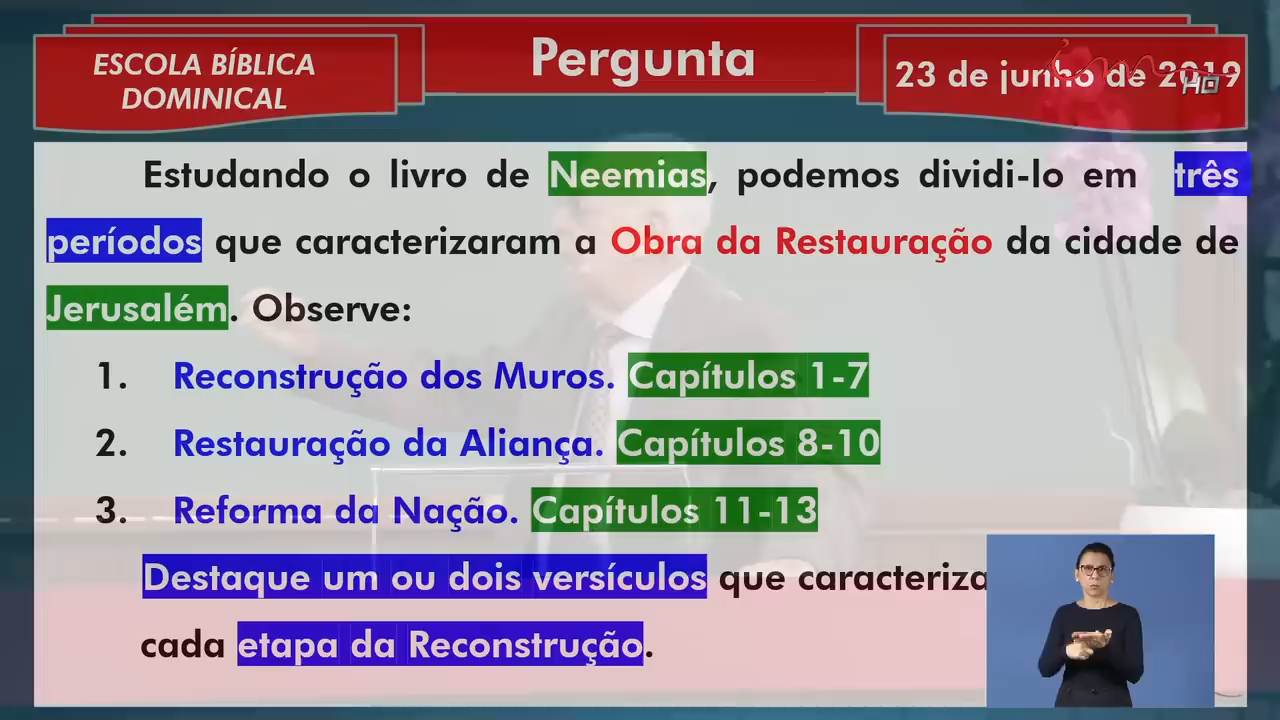 ESCOLA BÍBLICA
DOMINICAL
Pergunta
23 de junho de 2019
HD
Estudando o livro de Neemias, podemos dividi-lo em três
períodos que caracterizaram a Obra da Restauração da cidade de
Jerusalém. Observe:
1. Reconstrução dos Muros. Capítulos 1-7
2. Restauração da Aliança. Capítulos 8-10
3. Reforma da Nação. Capítulos 11-13
Destaque um ou dois versículos que caracteriza
cada etapa da Reconstrução.